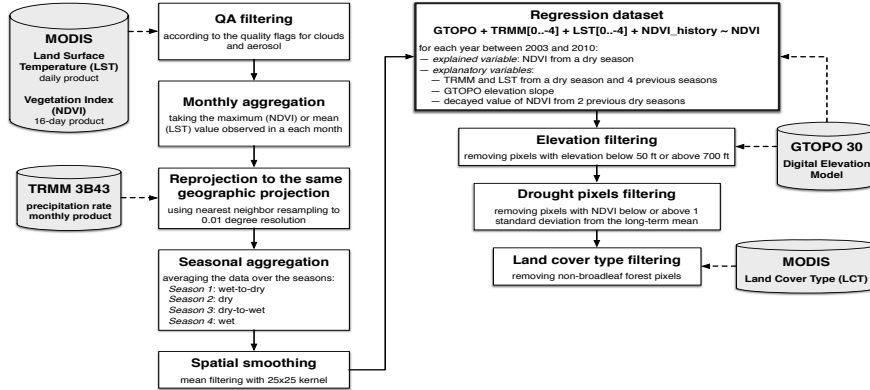 MODIS
Land Surface
Temperature (LST)
daily product
Vegetation Index
(NDVI)
16-day product
TRMM 3B43
precipitation rate
monthly product
QA filtering
according to the quality flags for clouds
and aerosol
Monthly aggregation
taking the maximum (NDVI) or mean
(LST) value observed in a each month
Reprojection to the same
geographic projection
using nearest neighbor resampling to
0.01 degree resolution
Seasonal aggregation
averaging the data over the seasons:
Season 1: wet-to-dry
Season 2: dry
Season 3: dry-to-wet
Season 4: wet
Spatial smoothing
mean filtering with 25x25 kernel
Regression dataset
GTOPO + TRMM[0..-4] + LST[0..-4] + NDVI_history ~ NDVI
for each year between 2003 and 2010:
— explained variable: NDVI from a dry season
— explanatory variables:
– TRMM and LST from a dry season and 4 previous seasons
– GTOPO elevation slope
– decayed value of NDVI from 2 previous dry seasons
Elevation filtering
removing pixels with elevation below 50 ft or above 700 ft
Drought pixels filtering
removing pixels with NDVI below or above 1
standard deviation from the long-term mean
Land cover type filtering
removing non-broadleaf forest pixels
GTOPO 30
Digital Elevation
Model
MODIS
Land Cover Type (LCT)